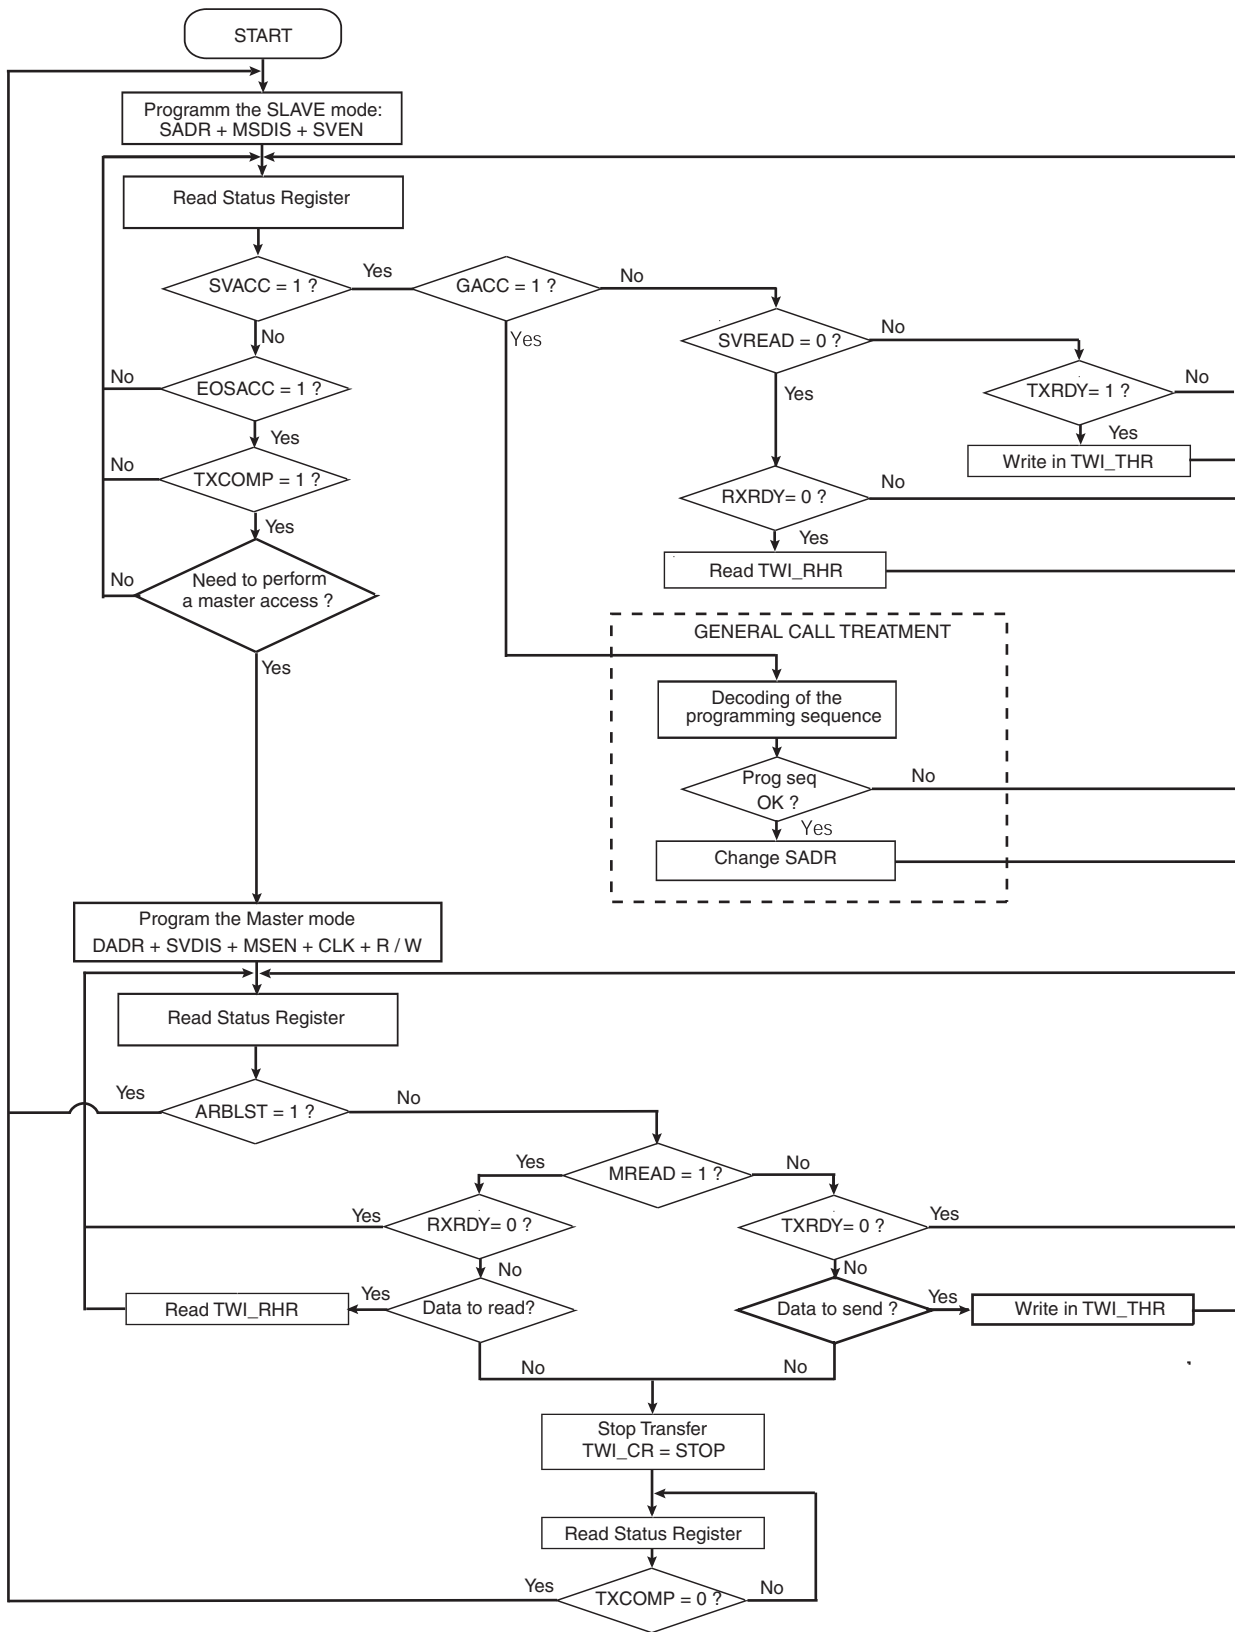 START
Programm the SLAVE mode:
SADR + MSDIS + SVEN
Read Status Register
SVACC = 1 ?
Yes
GACC = 1 ?
No
No
Yes
SVREAD = 0 ?
No
EOSACC = 1 ?
No
Yes
Yes
TXRDY= 1 ?
No
Yes
Write in TWI_THR
TXCOMP = 1 ?
No
Yes
RXRDY= 0 ?
No
Yes
Read TWI_RHR
Need to perform
a master access ?
No
Yes
GENERAL CALL TREATMENT
Decoding of the
programming sequence
Prog seq
OK ?
No
Yes
Change SADR
Program the Master mode
DADR + SVDIS + MSEN + CLK + R / W
Read Status Register
Yes
ARBLST = 1 ?
No
Yes
MREAD = 1 ?
No
Yes
RXRDY= 0 ?
TXRDY= 0 ?
Yes
No
No
Read TWI_RHR
Yes
Data to read?
Data to send ?
Yes
Write in TWI_THR
No
No
Stop Transfer
TWI_CR = STOP
Read Status Register
Yes
TXCOMP = 0 ?
No